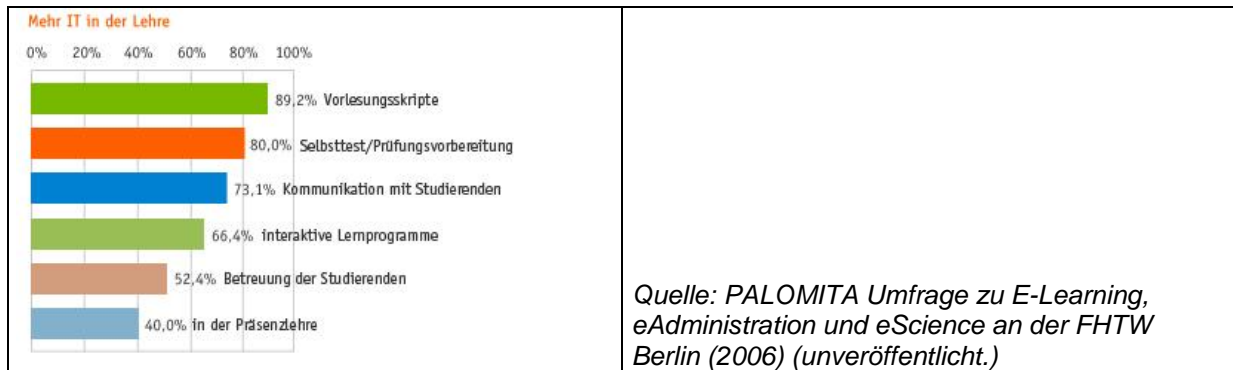 Mehr IT in der Lehre
0% 20% 40% 60% 80% 100%
89,2% Vorlesungsskripte
80,0% Selbsttest/Prüfungsvorbereitung
73,1% Kommunikation mit Studierenden
66,4% interaktive Lernprogramme
52,4% Betreuung der Studierenden
40,0% in der Präsenzlehre
Quelle: PALOMITA Umfrage zu E-Learning,
eAdministration und eScience an der FHTW
Berlin (2006) (unveröffentlicht.)